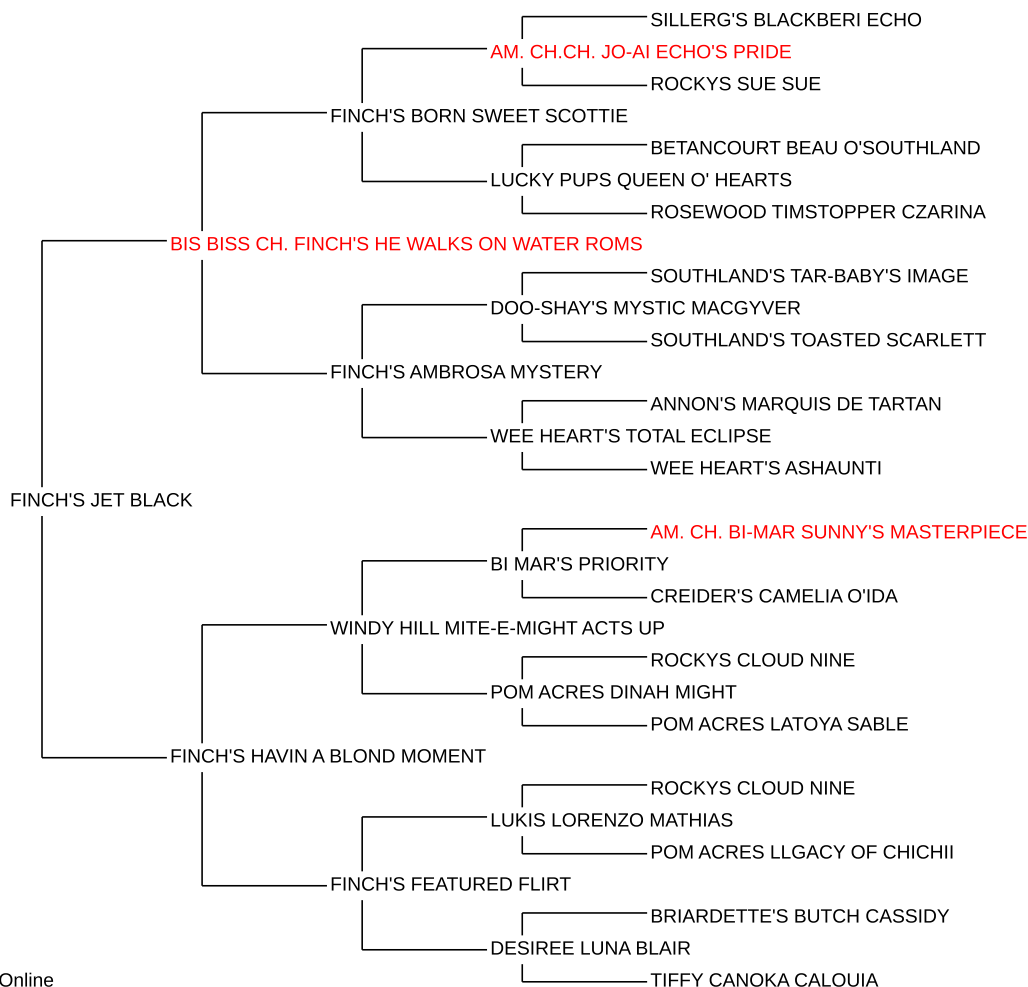 SILLERG'S BLACKBERI ECHO
AM. CH.CH. JO-AI ECHO'S PRIDE
ROCKYS SUE SUE
FINCH'S BORN SWEET SCOTTIE
BETANCOURT BEAU O'SOUTHLAND
LUCKY PUPS QUEEN O' HEARTS
ROSEWOOD TIMSTOPPER CZARINA
BIS BISS CH. FINCH'S HE WALKS ON WATER ROMS
SOUTHLAND'S TAR-BABY'S IMAGE
DOO-SHAY'S MYSTIC MACGYVER
SOUTHLAND'S TOASTED SCARLETT
FINCH'S AMBROSA MYSTERY
ANNON'S MARQUIS DE TARTAN
WEE HEART'S TOTAL ECLIPSE
WEE HEART'S ASHAUNTI
FINCH'S JET BLACK
AM. CH. BI-MAR SUNNY'S MASTERPIECE
BI MAR'S PRIORITY
CREIDER'S CAMELIA O'IDA
WINDY HILL MITE-E-MIGHT ACTS UP
ROCKYS CLOUD NINE
POM ACRES DINAH MIGHT
POM ACRES LATOYA SABLE
FINCH'S HAVIN A BLOND MOMENT
ROCKYS CLOUD NINE
LUKIS LORENZO MATHIAS
POM ACRES LLGACY OF CHICHII
FINCH'S FEATURED FLIRT
BRIARDETTE'S BUTCH CASSIDY
DESIREE LUNA BLAIR
TIFFY CANOKA CALOUIA
Online